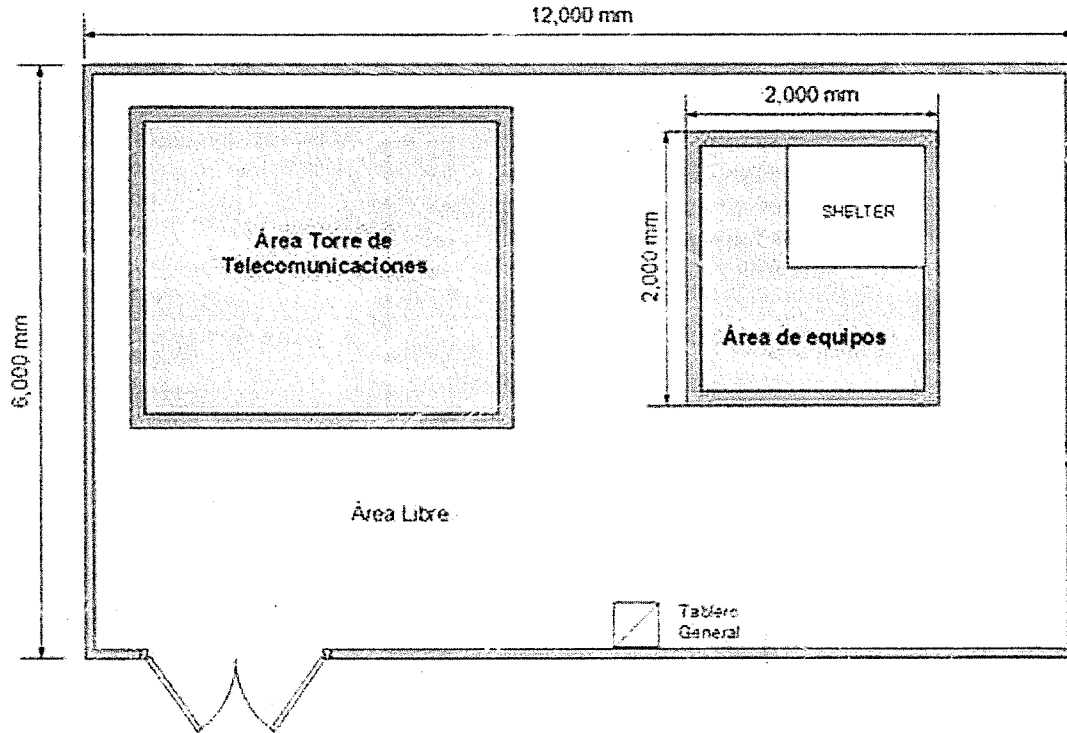 12,000 mm
2,000 mm
SHELTER
2,000 mm
Área Torre de
Telecomunicaciones
6,000 mm
Área de equipos
Área Libre
Tablero
General